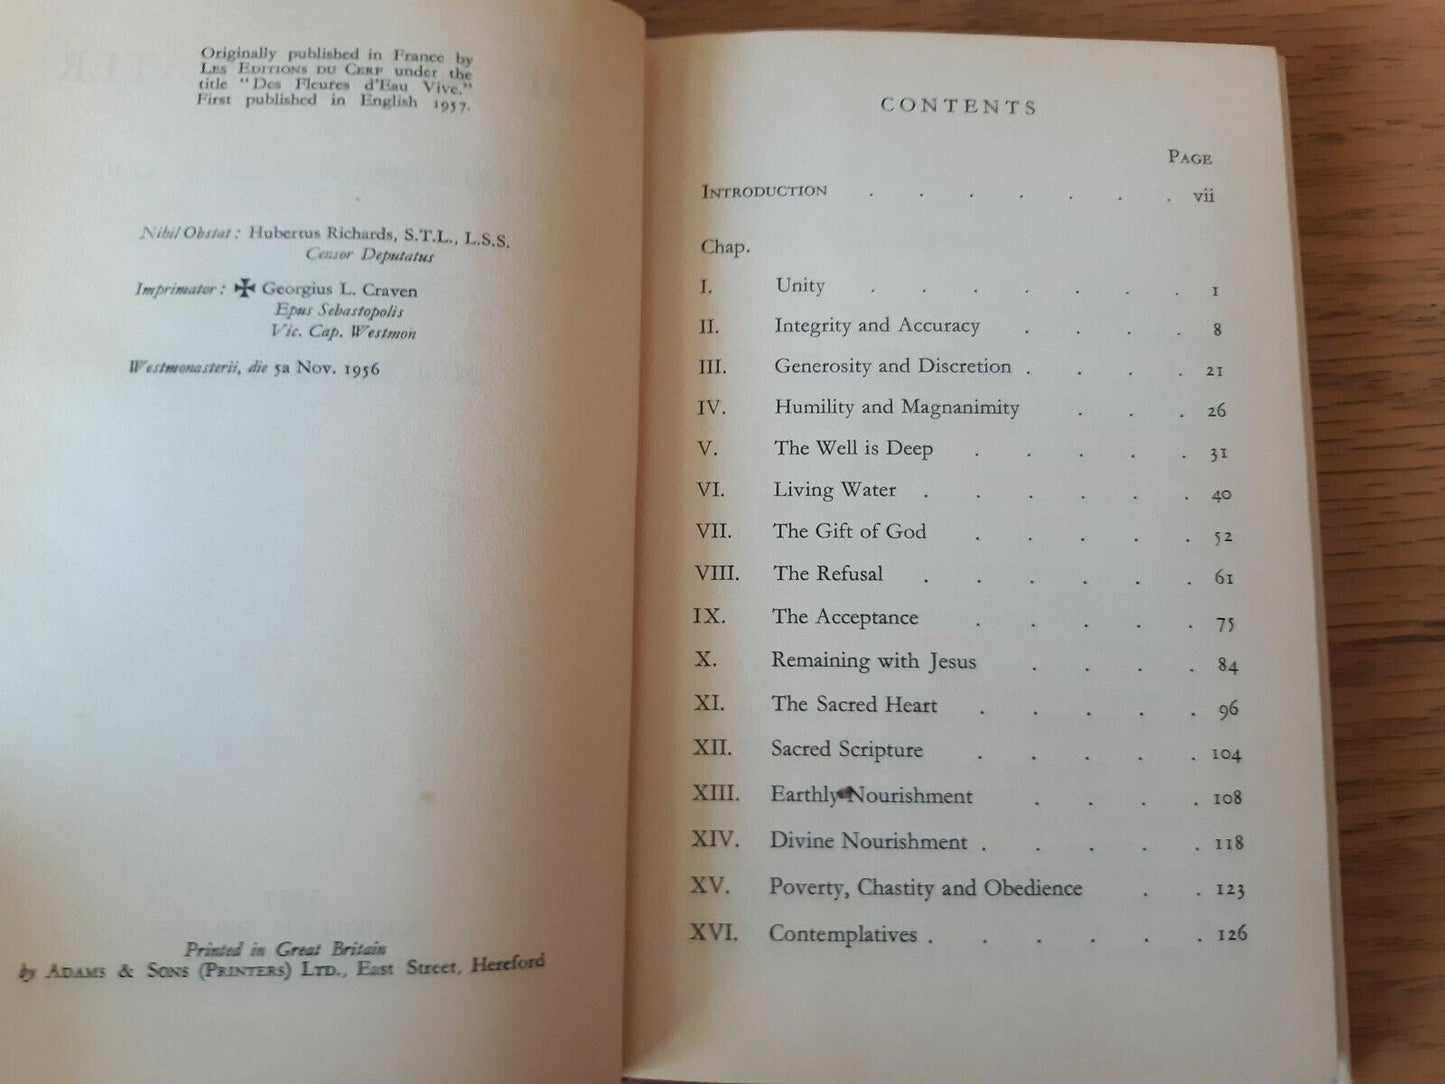 Originally published in France by
LES EDITIONS DU CERF under the
title "Des Fleures d'Eau Vive."
First published in English 1957.
Nihil Obstat: Hubertus Richards, S.T.L., L.S.S.
Censor Deputatus
Imprimator: ✠ Georgius L. Craven
Epus Sebastopolis
Vic. Cap. Westmon
Westmonasterii, die 5a Nov. 1956
Printed in Great Britain
by ADAMS & SONS (PRINTERS) LTD., East Street, Hereford
CONTENTS
PAGE
INTRODUCTION . . . . . . . vii
Chap.
I. Unity . . . . . . . 1
II. Integrity and Accuracy . . . . 8
III. Generosity and Discretion . . . . 21
IV. Humility and Magnanimity . . . 26
V. The Well is Deep . . . . . 31
VI. Living Water . . . . . . 40
VII. The Gift of God . . . . . 52
VIII. The Refusal . . . . . . 61
IX. The Acceptance . . . . . 75
X. Remaining with Jesus . . . . 84
XI. The Sacred Heart . . . . . 96
XII. Sacred Scripture . . . . . 104
XIII. Earthly Nourishment . . . . 108
XIV. Divine Nourishment . . . . . 118
XV. Poverty, Chastity and Obedience . . 123
XVI. Contemplatives . . . . . . 126